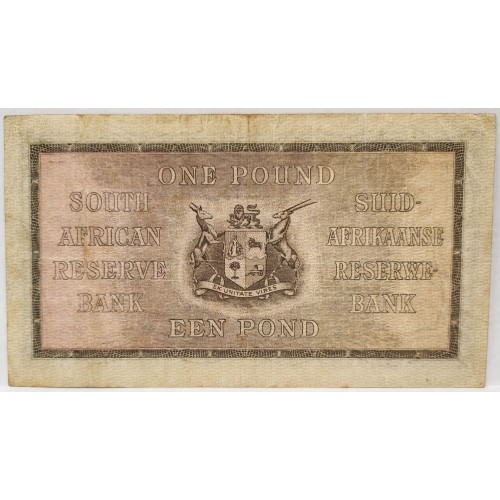 ONE POUND
SOUTH
AFRICAN
RESERVE
BANK
SUID-
AFRIKAANSE
RESERWE-
BANK
EX UNITATE VIRES
EEN POND